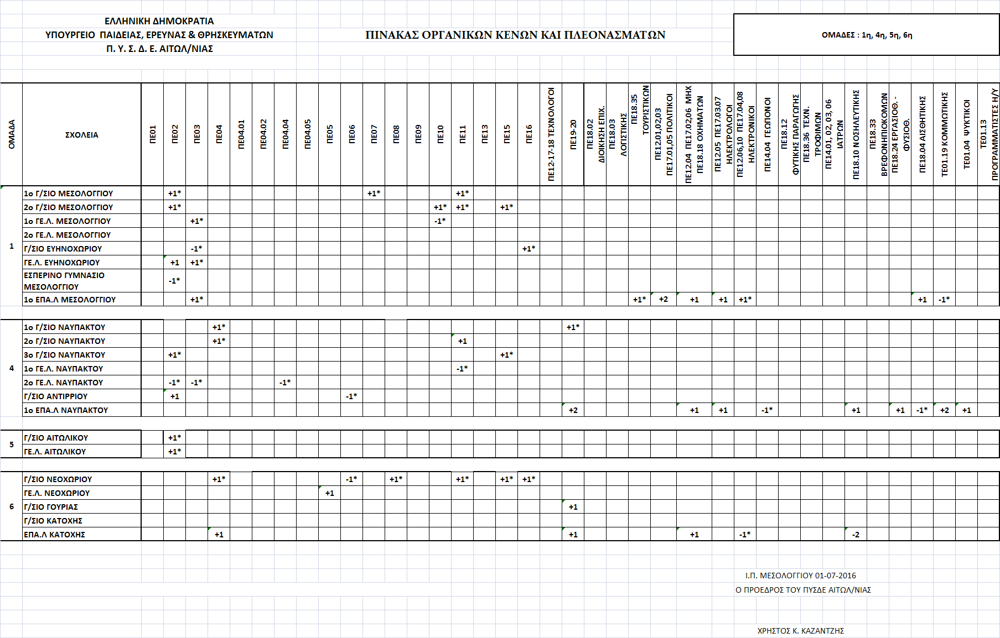 ΕΛΛΗΝΙΚΗ ΔΗΜΟΚΡΑΤΙΑ
ΥΠΟΥΡΓΕΙΟ ΠΑΙΔΕΙΑΣ, ΕΡΕΥΝΑΣ & ΘΡΗΣΚΕΥΜΑΤΩΝ
Π. Υ. Σ. Δ. Ε. ΑΙΤΩΛ/ΝΙΑΣ
ΠΙΝΑΚΑΣ ΟΡΓΑΝΙΚΩΝ ΚΕΝΩΝ ΚΑΙ ΠΛΕΟΝΑΣΜΑΤΩΝ
ΟΜΑΔΕΣ : 1η, 4η, 5η, 6η
ΟΜΑΔΑ
ΣΧΟΛΕΙΑ
ΠΕ01
ΠΕ02
ΠΕ03
ΠΕ04
ΠΕ04.01
ΠΕ04.02
ΠΕ04.04
ΠΕ04.05
ΠΕ05
ΠΕ06
ΠΕ07
ΠΕ08
ΠΕ09
ΠΕ10
ΠΕ11
ΠΕ13
ΠΕ15
ΠΕ16
ΠΕ12-17-18 ΤΕΧΝΟΛΟΓΟΙ
ΠΕ19-20
ΠΕ18.02
ΔΙΟΙΚΗΣΗ ΕΠΙΧ.
ΠΕ18.03
ΛΟΓΙΣΤΙΚΗΣ
ΠΕ18.35
ΤΟΥΡΙΣΤΙΚΩΝ
ΠΕ12.01,02,03
ΠΕ17.01,05 ΠΟΛΙΤΙΚΟΙ
ΠΕ12.04 ΠΕ17.02,06 ΜΗΧ
ΠΕ18.18 ΟΧΗΜΑΤΩΝ
ΠΕ12.05 ΠΕ17.03.07
ΗΛΕΚΤΡΟΛΟΓΟΙ
ΠΕ12.06,10 ΠΕ17.04,08
ΗΛΕΚΤΡΟΝΙΚΟΙ
ΠΕ14.04 ΓΕΩΠΟΝΟΙ
ΠΕ18.12
ΦΥΤΙΚΗΣ ΠΑΡΑΓΩΓΗΣ
ΠΕ18.36 ΤΕΧΝ.
ΤΡΟΦΙΜΩΝ
ΠΕ14.01, 02, 03, 06
ΙΑΤΡΩΝ
ΠΕ18.10 ΝΟΣΗΛΕΥΤΙΚΗΣ
ΠΕ18.33
ΒΡΕΦΟΝΗΠΙΟΚΟΜΩΝ
ΠΕ18.24 ΕΡΓΑΣΙΟΘ. -
ΦΥΣΙΟΘ.
ΠΕ18.04 ΑΙΣΘΗΤΙΚΗΣ
ΤΕ01.19 ΚΟΜΜΩΤΙΚΗΣ
ΤΕ01.04 ΨΥΚΤΙΚΟΙ
ΤΕ01.13
ΠΡΟΓΡΑΜΜΑΤΙΣΤΕΣ Η/Υ
1
1ο Γ/ΣΙΟ ΜΕΣΟΛΟΓΓΙΟΥ +1* +1* +1*
2ο Γ/ΣΙΟ ΜΕΣΟΛΟΓΓΙΟΥ +1* +1* +1* +1*
1ο ΓΕ.Λ. ΜΕΣΟΛΟΓΓΙΟΥ +1* -1*
2ο ΓΕ.Λ. ΜΕΣΟΛΟΓΓΙΟΥ
Γ/ΣΙΟ ΕΥΗΝΟΧΩΡΙΟΥ -1* +1*
ΓΕ.Λ. ΕΥΗΝΟΧΩΡΙΟΥ +1 +1*
ΕΣΠΕΡΙΝΟ ΓΥΜΝΑΣΙΟ
ΜΕΣΟΛΟΓΓΙΟΥ -1*
1ο ΕΠΑ.Λ ΜΕΣΟΛΟΓΓΙΟΥ +1* +1* +2 +1 +1 +1* +1 -1*
4
1ο Γ/ΣΙΟ ΝΑΥΠΑΚΤΟΥ +1* +1*
2ο Γ/ΣΙΟ ΝΑΥΠΑΚΤΟΥ +1* +1
3ο Γ/ΣΙΟ ΝΑΥΠΑΚΤΟΥ +1* +1*
1ο ΓΕ.Λ. ΝΑΥΠΑΚΤΟΥ -1*
2ο ΓΕ.Λ. ΝΑΥΠΑΚΤΟΥ -1* -1* -1*
Γ/ΣΙΟ ΑΝΤΙΡΡΙΟΥ +1 -1*
1ο ΕΠΑ.Λ ΝΑΥΠΑΚΤΟΥ +2 +1 +1 -1* +1 +1 -1* +2 +1
5
Γ/ΣΙΟ ΑΙΤΩΛΙΚΟΥ +1*
ΓΕ.Λ. ΑΙΤΩΛΙΚΟΥ +1*
6
Γ/ΣΙΟ ΝΕΟΧΩΡΙΟΥ +1* -1* +1* +1* +1* +1*
ΓΕ.Λ. ΝΕΟΧΩΡΙΟΥ +1
Γ/ΣΙΟ ΓΟΥΡΙΑΣ +1
Γ/ΣΙΟ ΚΑΤΟΧΗΣ
ΕΠΑ.Λ ΚΑΤΟΧΗΣ +1 +1 +1 -1* -2
Ι.Π. ΜΕΣΟΛΟΓΓΙΟΥ 01-07-2016
Ο ΠΡΟΕΔΡΟΣ ΤΟΥ ΠΥΣΔΕ ΑΙΤΩΛ/ΝΙΑΣ
ΧΡΗΣΤΟΣ Κ. ΚΑΖΑΝΤΖΗΣ